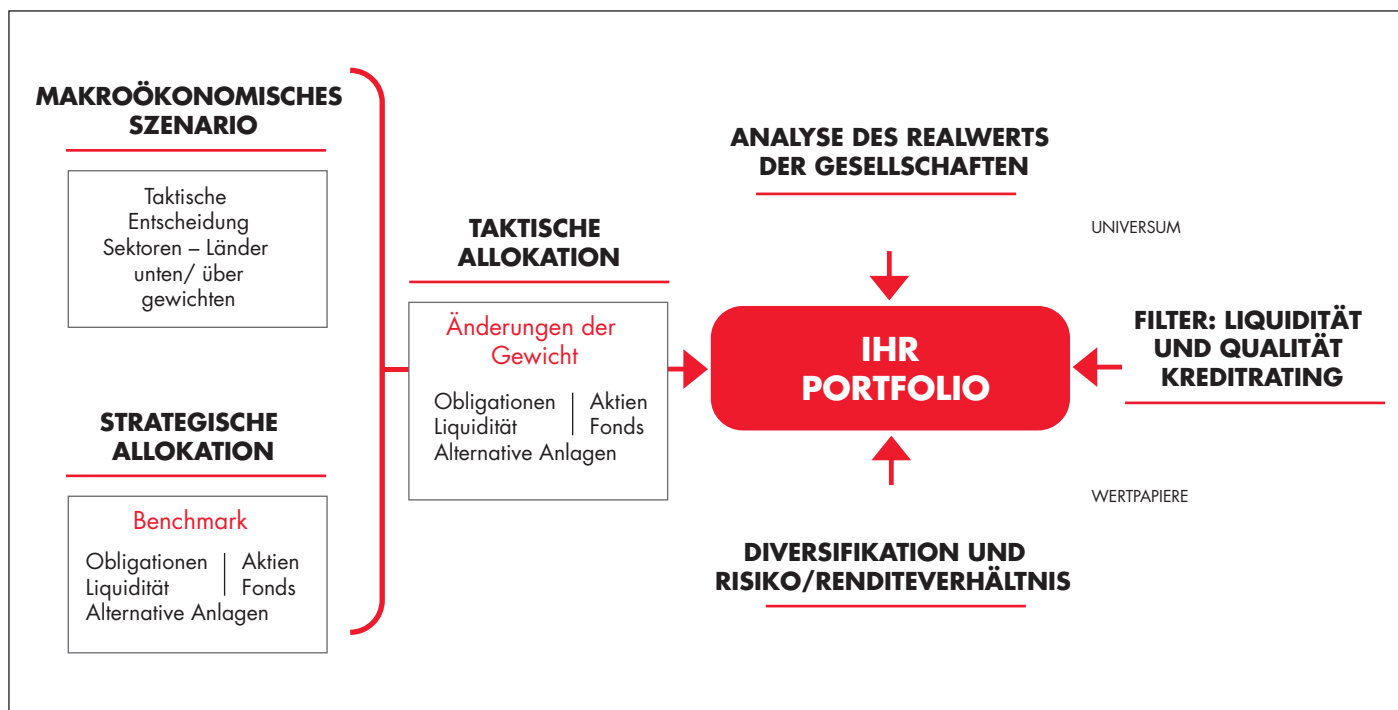 MAKROÖKONOMISCHES
SZENARIO
Taktische
Entscheidung
Sektoren – Länder
unten/ über
gewichten
STRATEGISCHE
ALLOKATION
Benchmark
Obligationen | Aktien
Liquidität | Fonds
Alternative Anlagen
TAKTISCHE
ALLOKATION
Änderungen der
Gewicht
Obligationen | Aktien
Liquidität | Fonds
Alternative Anlagen
ANALYSE DES REALWERTS
DER GESELLSCHAFTEN
UNIVERSUM
IHR
PORTFOLIO
FILTER: LIQUIDITÄT
UND QUALITÄT
KREDITRATING
WERTPAPIERE
DIVERSIFIKATION UND
RISIKO/RENDITEVERHÄLTNIS